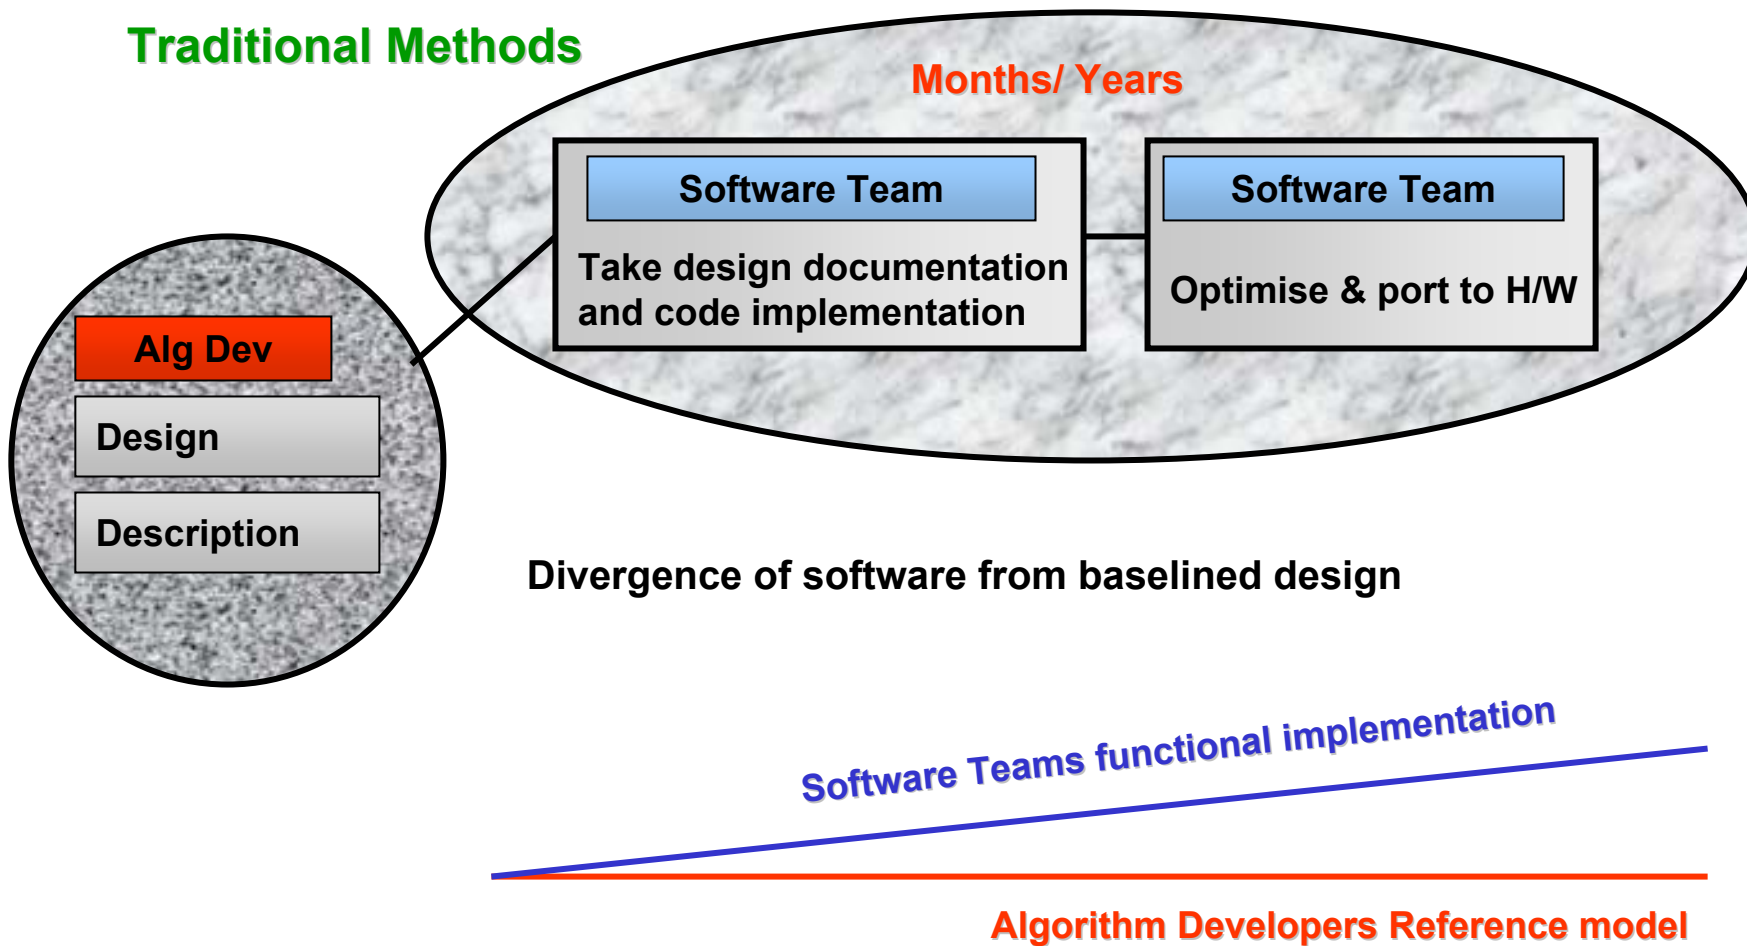 Traditional Methods
Months/ Years
Software Team
Take design documentation
and code implementation
Software Team
Optimise & port to H/W
Alg Dev
Design
Description
Divergence of software from baselined design
Software Teams functional implementation
Algorithm Developers Reference model